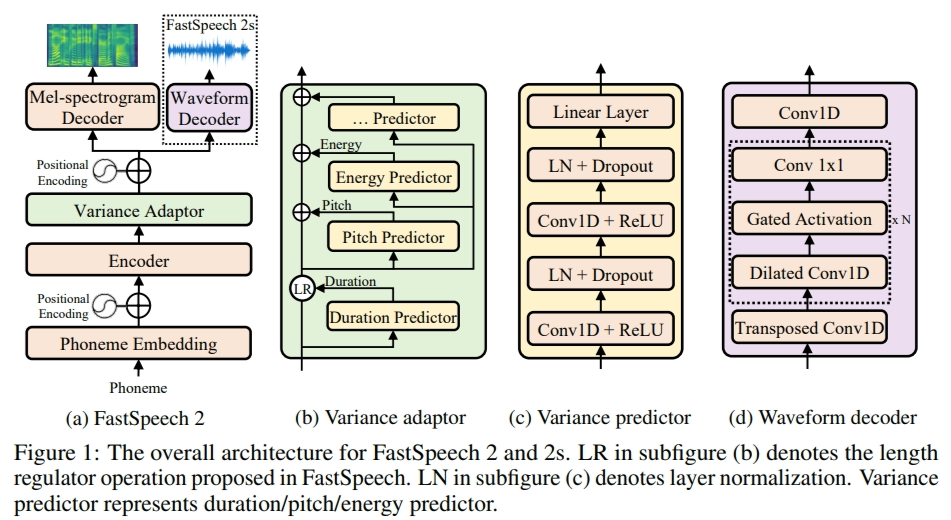 FastSpeech 2s
Mel-spectrogram
Decoder
Waveform
Decoder
Positional
Encoding
Variance Adaptor
Encoder
Positional
Encoding
Phoneme Embedding
Phoneme
(a) FastSpeech 2
... Predictor
Energy
Energy Predictor
Pitch
Pitch Predictor
LR
Duration
Duration Predictor
(b) Variance adaptor
Linear Layer
LN + Dropout
Conv1D + ReLU
LN + Dropout
Conv1D + ReLU
(c) Variance predictor
Conv1D
Conv 1x1
Gated Activation
x N
Dilated Conv1D
Transposed Conv1D
(d) Waveform decoder
Figure 1: The overall architecture for FastSpeech 2 and 2s. LR in subfigure (b) denotes the length
regulator operation proposed in FastSpeech. LN in subfigure (c) denotes layer normalization. Variance
predictor represents duration/pitch/energy predictor.